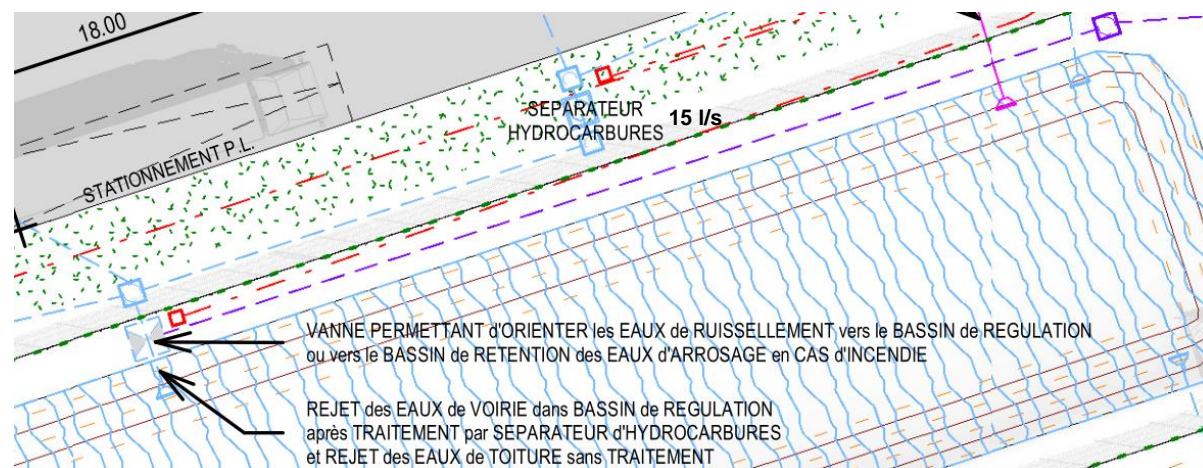 18.00
SEPARATEUR
HYDROCARBURES 15 l/s
STATIONNEMENT P.L.
VANNE PERMETTANT d'ORIENTER les EAUX de RUISSELLEMENT vers le BASSIN de REGULATION
ou vers le BASSIN de RETENTION des EAUX d'ARROSAGE en CAS d'INCENDIE
REJET des EAUX de VOIRIE dans BASSIN de REGULATION
après TRAITEMENT par SEPARATEUR d'HYDROCARBURES
et REJET des EAUX de TOITURE sans TRAITEMENT